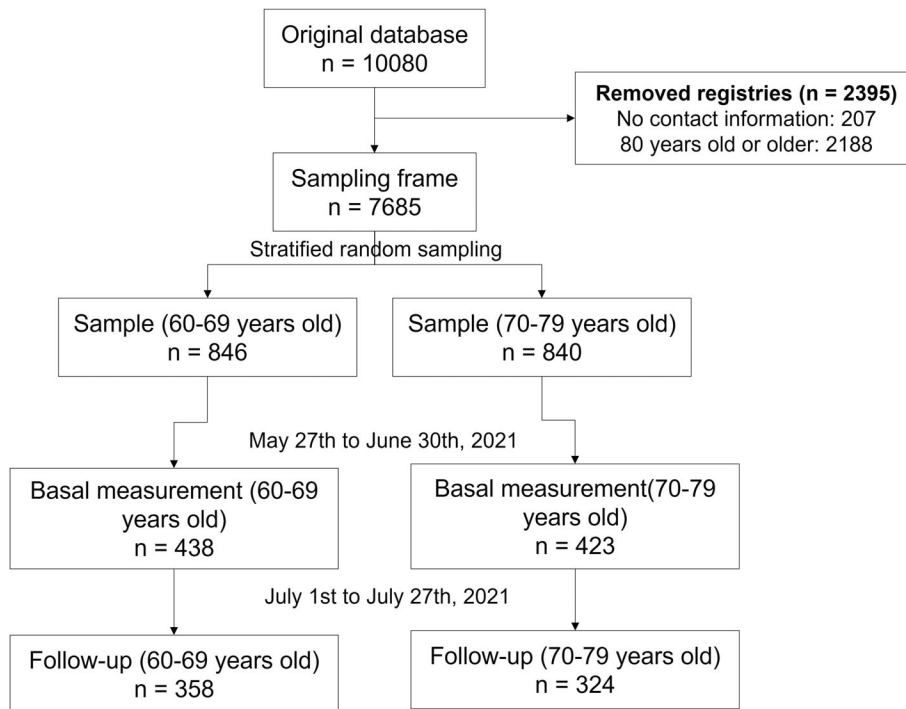 Original database
n = 10080
Removed registries (n = 2395)
No contact information: 207
80 years old or older: 2188
Sampling frame
n = 7685
Stratified random sampling
Sample (60-69 years old)
n = 846
Sample (70-79 years old)
n = 840
May 27th to June 30th, 2021
Basal measurement (60-69
years old)
n = 438
Basal measurement(70-79
years old)
n = 423
July 1st to July 27th, 2021
Follow-up (60-69 years old)
n = 358
Follow-up (70-79 years old)
n = 324